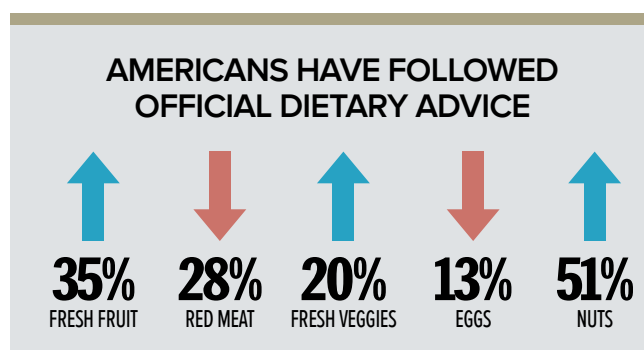 AMERICANS HAVE FOLLOWED
OFFICIAL DIETARY ADVICE
35% 28% 20% 13% 51%
FRESH FRUIT RED MEAT FRESH VEGGIES EGGS NUTS